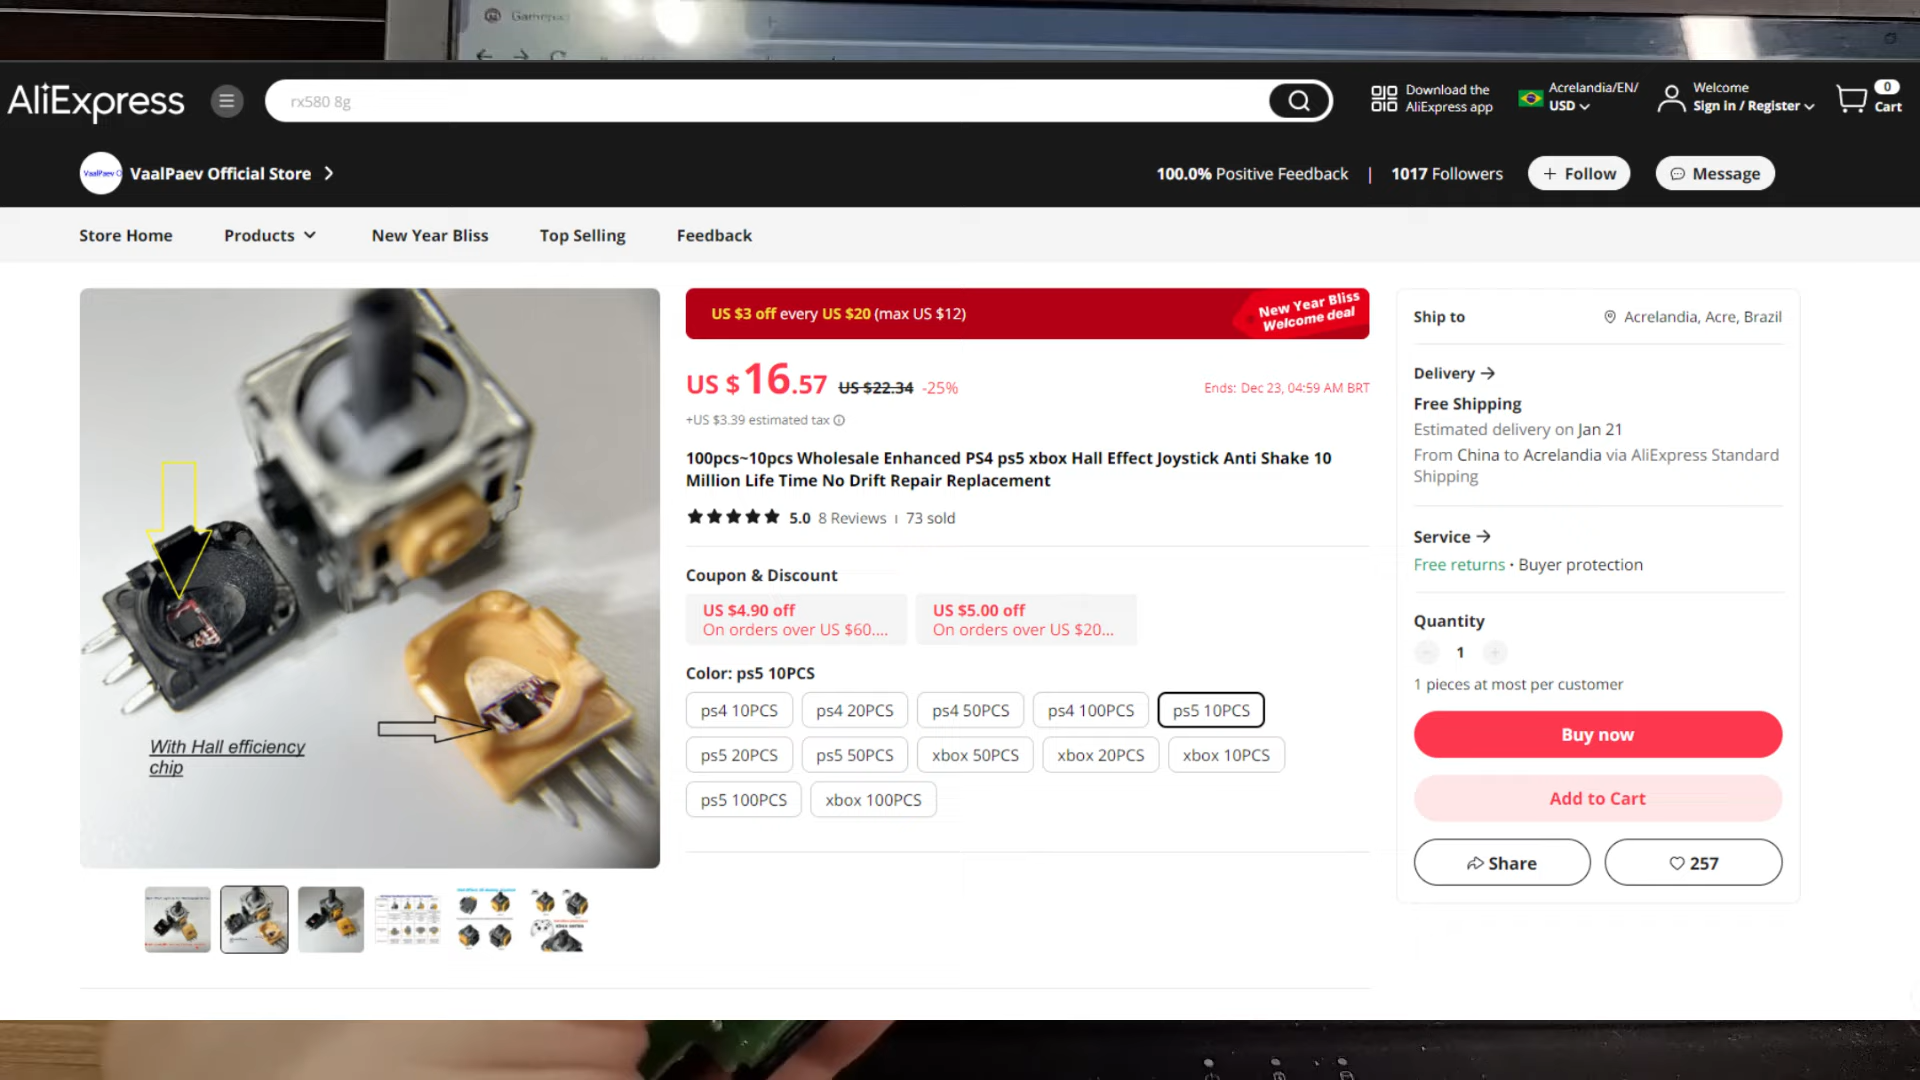 AliExpress
rx580 8g
Download the
AliExpress app
Acrelandia/EN/
USD
Welcome
Sign in / Register
0
Cart
VaalPaev Official Store
100.0% Positive Feedback | 1017 Followers
+ Follow
Message
Store Home
Products
New Year Bliss
Top Selling
Feedback
With Hall efficiency
chip
US $3 off every US $20 (max US $12)
New Year Bliss
Welcome deal
US $16.57 US $22.34 -25%
Ends: Dec 23, 04:59 AM BRT
+US $3.39 estimated tax
100pcs~10pcs Wholesale Enhanced PS4 ps5 xbox Hall Effect Joystick Anti Shake 10
Million Life Time No Drift Repair Replacement
5.0 8 Reviews 73 sold
Coupon & Discount
US $4.90 off
On orders over US $60....
US $5.00 off
On orders over US $20...
Color: ps5 10PCS
ps4 10PCS
ps4 20PCS
ps4 50PCS
ps4 100PCS
ps5 10PCS
ps5 20PCS
ps5 50PCS
xbox 50PCS
xbox 20PCS
xbox 10PCS
ps5 100PCS
xbox 100PCS
Ship to
Acrelandia, Acre, Brazil
Delivery
Free Shipping
Estimated delivery on Jan 21
From China to Acrelandia via AliExpress Standard
Shipping
Service
Free returns · Buyer protection
Quantity
1
1 pieces at most per customer
Buy now
Add to Cart
Share
257